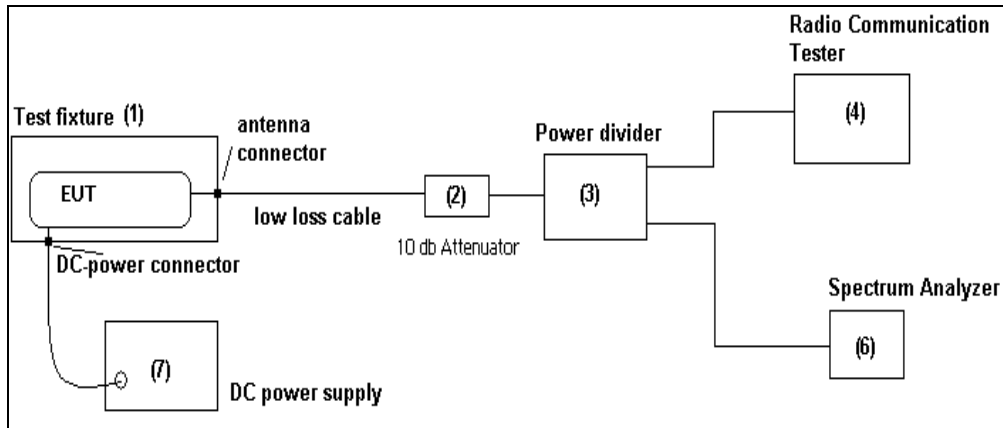 Radio Communication
Tester
(4)
Test fixture (1)
antenna
connector
Power divider
EUT
(2)
(3)
low loss cable
10 db Attenuator
DC-power connector
Spectrum Analyzer
(6)
(7)
DC power supply